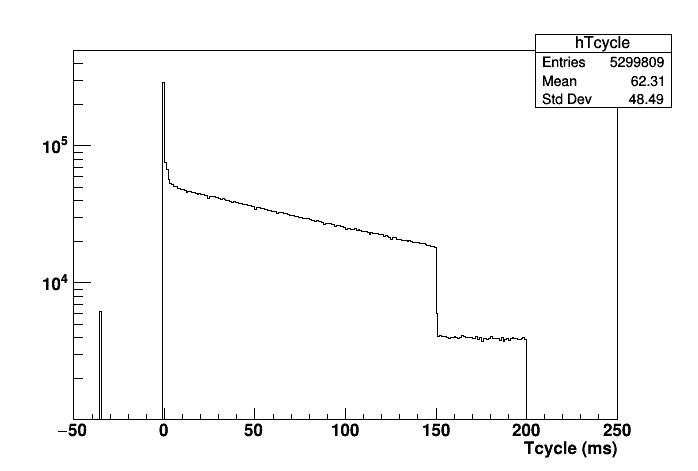 hTcycle
Entries 5299809
Mean 62.31
Std Dev 48.49
10^5
10^4
−50 0 50 100 150 200 250
Tcycle (ms)